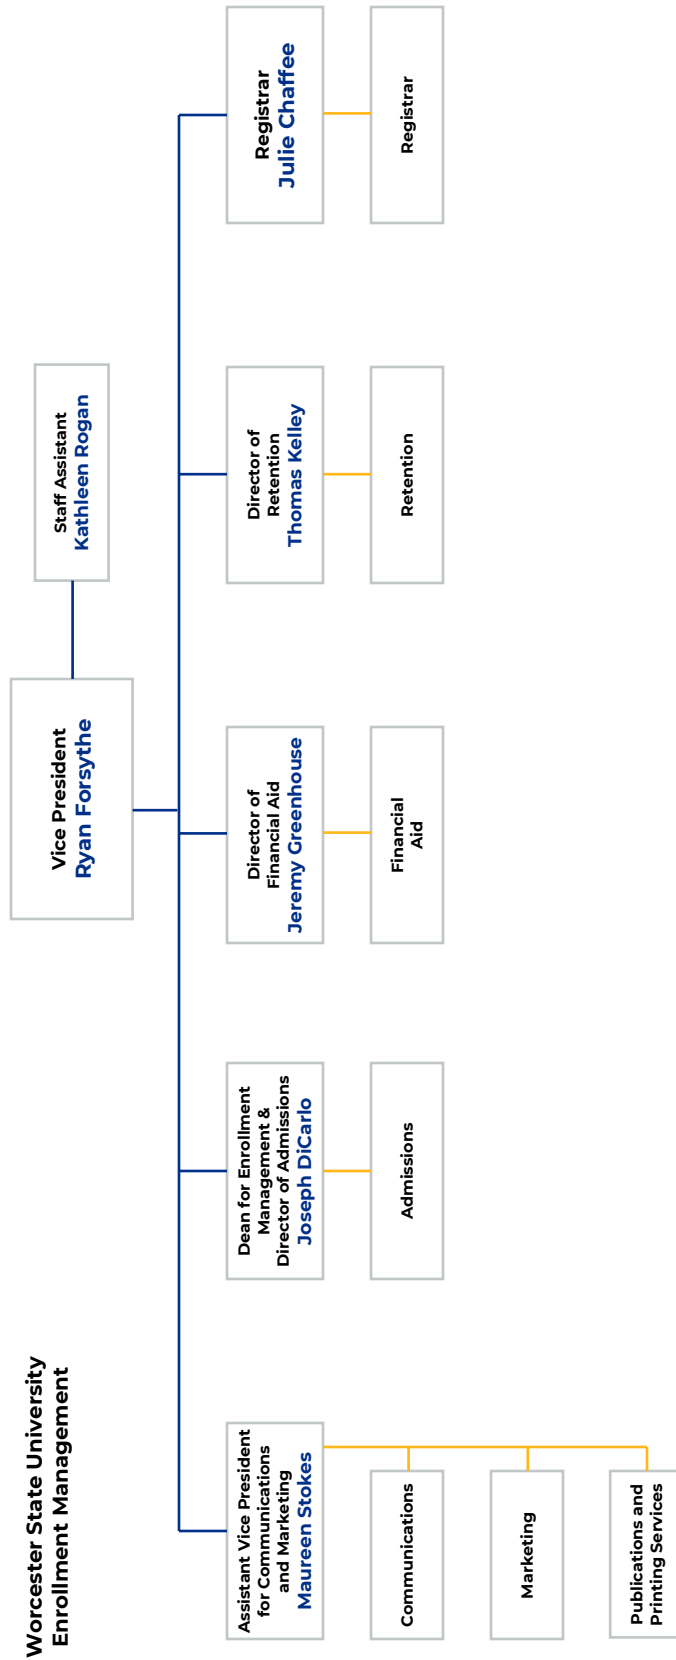 Worcester State University
Enrollment Management
Vice President
Ryan Forsythe
Staff Assistant
Kathleen Rogan
Assistant Vice President
for Communications
and Marketing
Maureen Stokes
Dean for Enrollment
Management &
Director of Admissions
Joseph DiCarlo
Director of
Financial Aid
Jeremy Greenhouse
Director of
Retention
Thomas Kelley
Registrar
Julie Chaffee
Communications
Marketing
Publications and
Printing Services
Admissions
Financial
Aid
Retention
Registrar